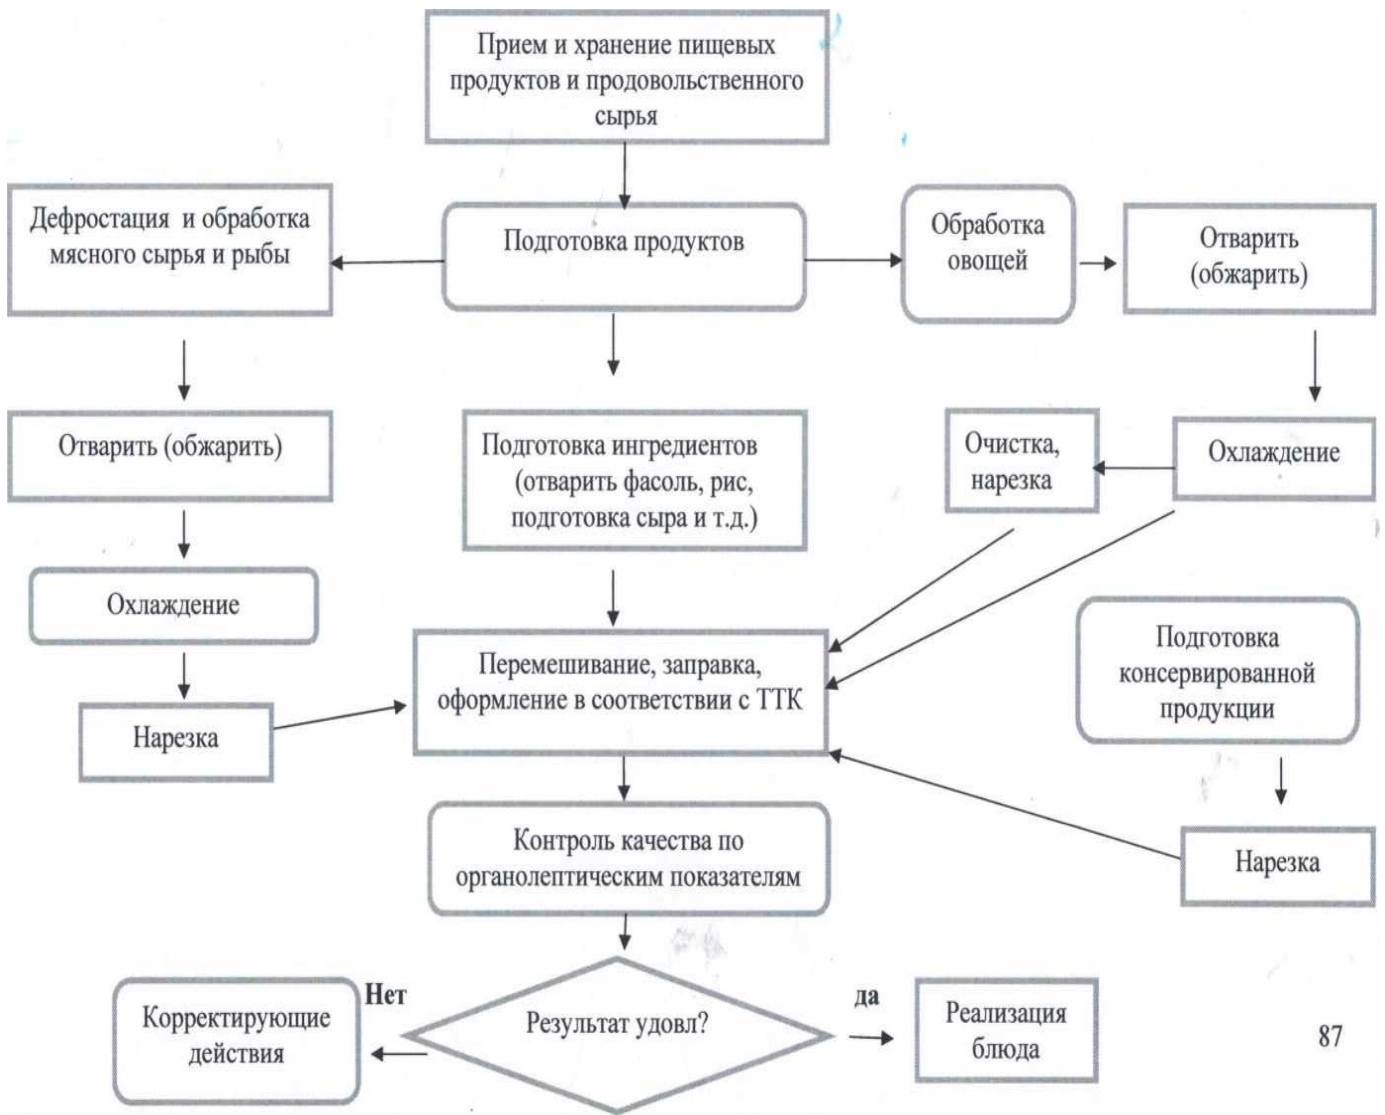 Прием и хранение пищевых
продуктов и продовольственного
сырья
Дефростация и обработка
мясного сырья и рыбы
Подготовка продуктов
Обработка
овощей
Отварить
(обжарить)
Отварить (обжарить)
Подготовка ингредиентов
(отварить фасоль, рис,
подготовка сыра и т.д.)
Очистка,
нарезка
Охлаждение
Охлаждение
Перемешивание, заправка,
оформление в соответствии с ТТК
Подготовка
консервированной
продукции
Нарезка
Контроль качества по
органолептическим показателям
Нарезка
Нет
да
Корректирующие
действия
Результат удовл?
Реализация
блюда
87